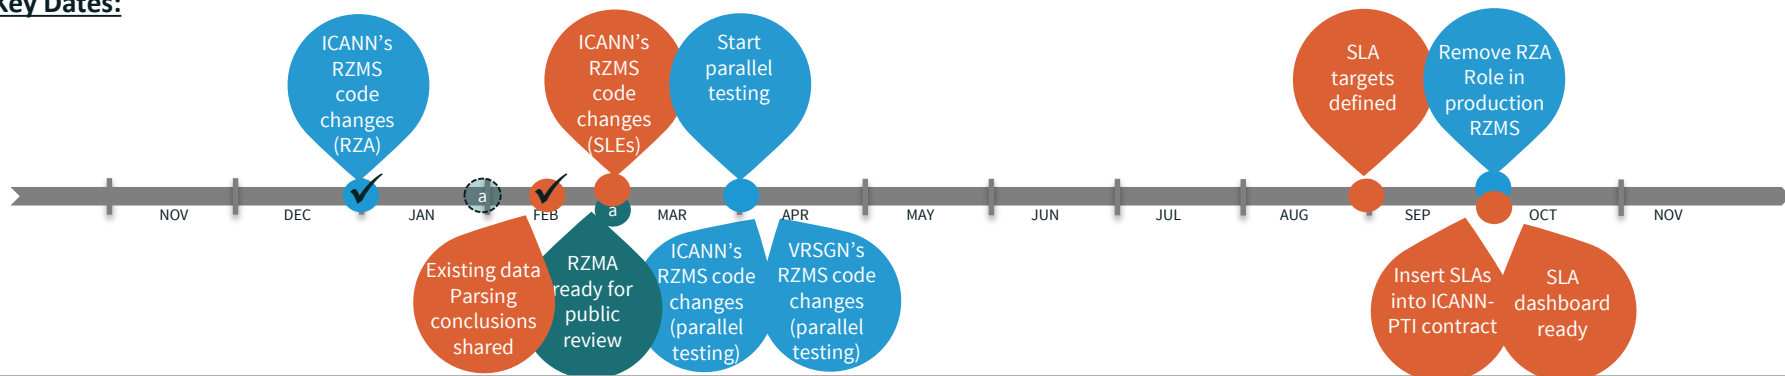 Key Dates:
ICANN's
RZMS
code
changes
(RZA)
ICANN's
RZMS
code
changes
(SLEs)
Start
parallel
testing
SLA
targets
defined
Remove RZA
Role in
production
RZMS
a
a
NOV
DEC
JAN
FEB
MAR
APR
MAY
JUN
JUL
AUG
SEP
OCT
NOV
Existing data
Parsing
conclusions
shared
RZMA
ready for
public
review
ICANN's
RZMS code
changes
(parallel
testing)
VRSGN's
RZMS code
changes
(parallel
testing)
Insert SLAs
into ICANN-
PTI contract
SLA
dashboard
ready